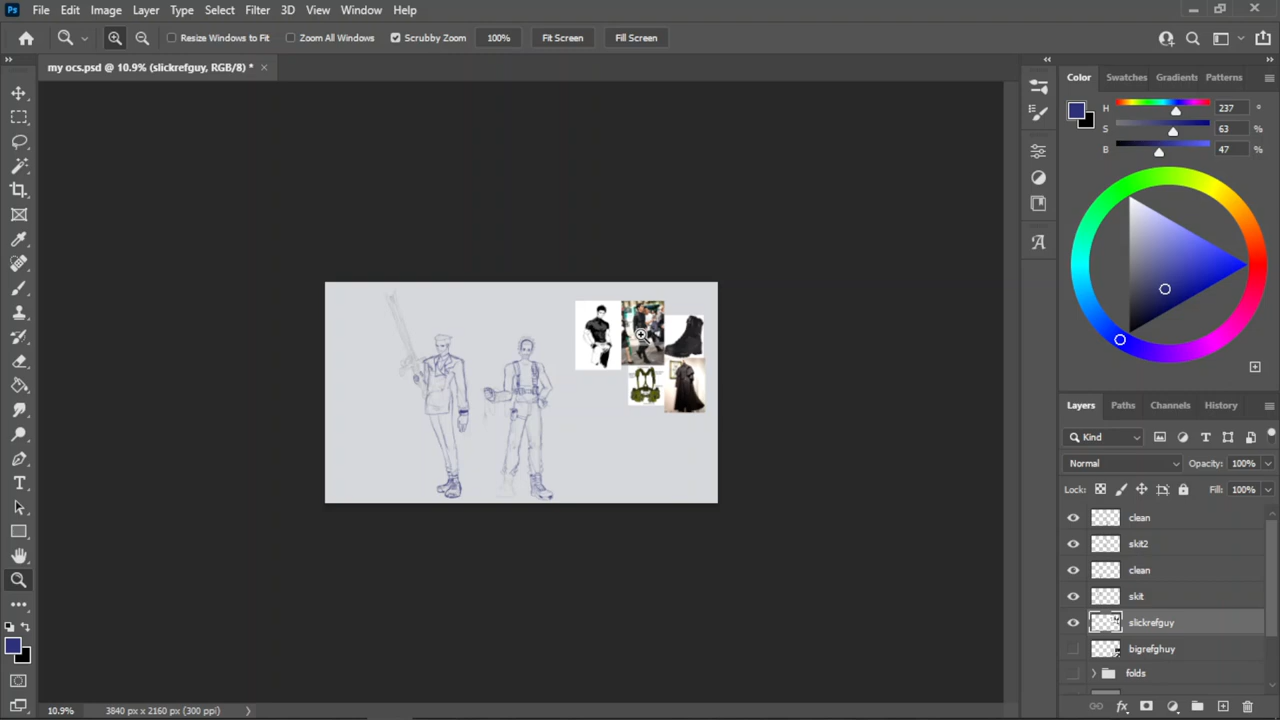 Ps File Edit Image Layer Type Select Filter 3D View Window Help
Resize Windows to Fit Zoom All Windows Scrubby Zoom 100% Fit Screen Fill Screen
my ocs.psd @ 10.9% (slickrefguy, RGB/8) *
Color Swatches Gradients Patterns
H 237 °
S 63 %
B 47 %
Layers Paths Channels History
Kind
Normal Opacity: 100%
Lock: Fill: 100%
clean
skit2
clean
skit
slickrefguy
bigrefghuy
folds
10.9% 3840 px x 2160 px (300 ppi)